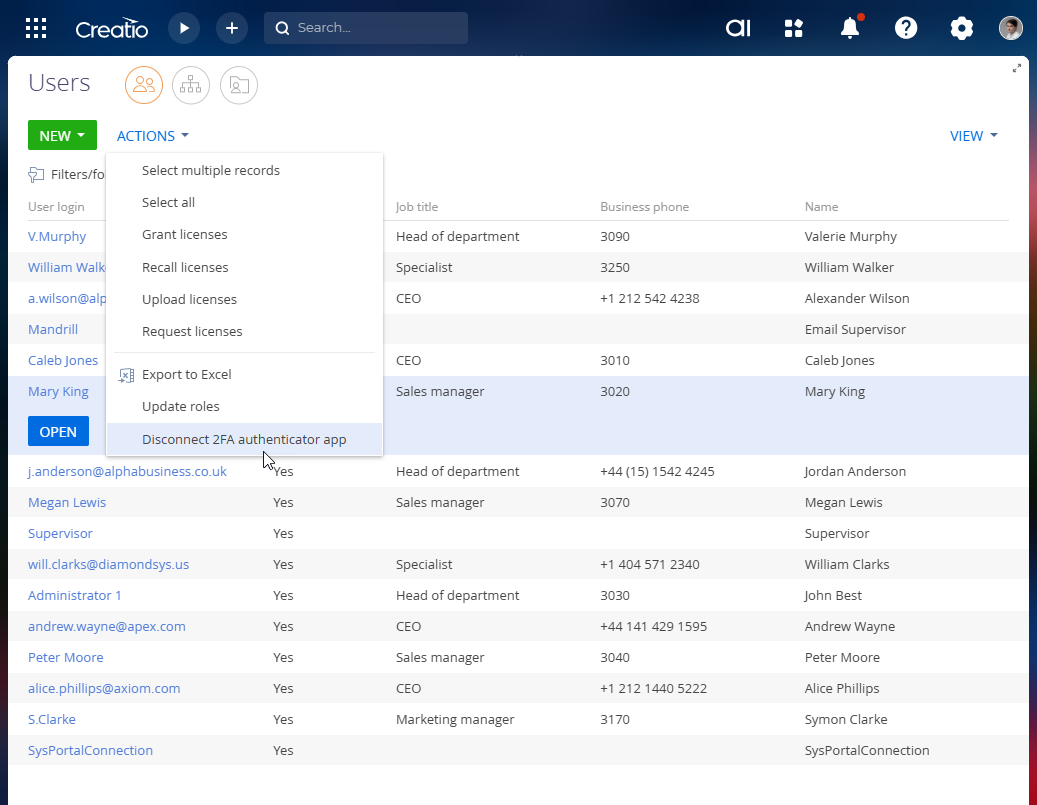 Creatio Search... aı
Users
NEW ACTIONS VIEW
Select multiple records
Filters/fo
Select all
User login Job title Business phone Name
Grant licenses
V.Murphy Head of department 3090 Valerie Murphy
William Walk Recall licenses Specialist 3250 William Walker
a.wilson@alp Upload licenses CEO +1 212 542 4238 Alexander Wilson
Mandrill Request licenses Email Supervisor
Caleb Jones CEO 3010 Caleb Jones
Export to Excel
Mary King Sales manager 3020 Mary King
Update roles
OPEN Disconnect 2FA authenticator app
j.anderson@alphabusiness.co.uk Yes Head of department +44 (15) 1542 4245 Jordan Anderson
Megan Lewis Yes Sales manager 3070 Megan Lewis
Supervisor Yes Supervisor
will.clarks@diamondsys.us Yes Specialist +1 404 571 2340 William Clarks
Administrator 1 Yes Head of department 3030 John Best
andrew.wayne@apex.com Yes CEO +44 141 429 1595 Andrew Wayne
Peter Moore Yes Sales manager 3040 Peter Moore
alice.phillips@axiom.com Yes CEO +1 212 1440 5222 Alice Phillips
S.Clarke Yes Marketing manager 3170 Symon Clarke
SysPortalConnection Yes SysPortalConnection